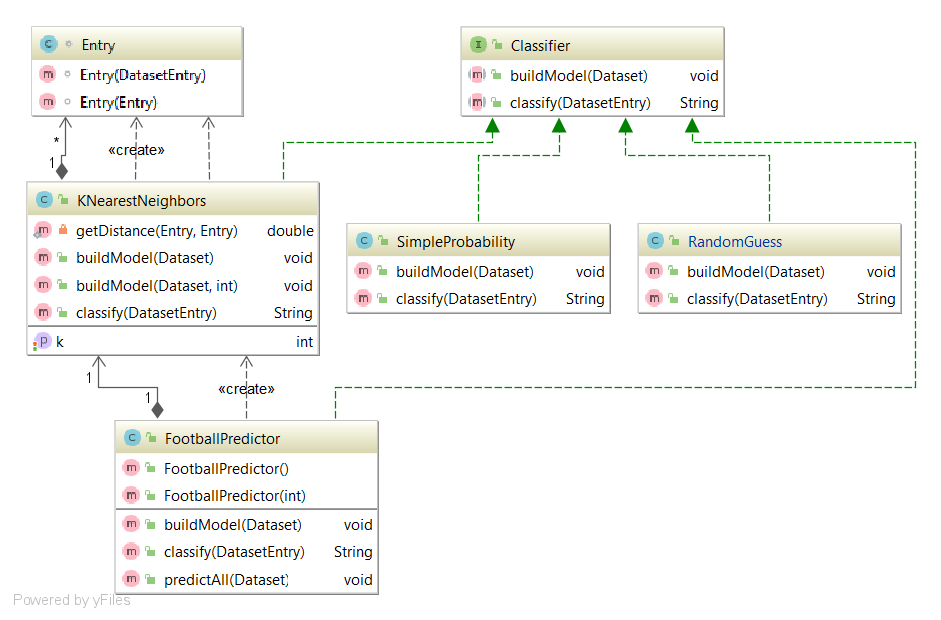 C Entry
m Entry(DatasetEntry)
m Entry(Entry)
I Classifier
m buildModel(Dataset) void
m classify(DatasetEntry) String
*
1
«create»
C KNearestNeighbors
m getDistance(Entry, Entry) double
m buildModel(Dataset) void
m buildModel(Dataset, int) void
m classify(DatasetEntry) String
p k int
C SimpleProbability
m buildModel(Dataset) void
m classify(DatasetEntry) String
C RandomGuess
m buildModel(Dataset) void
m classify(DatasetEntry) String
1
1
«create»
C FootballPredictor
m FootballPredictor()
m FootballPredictor(int)
m buildModel(Dataset) void
m classify(DatasetEntry) String
m predictAll(Dataset) void
Powered by yFiles